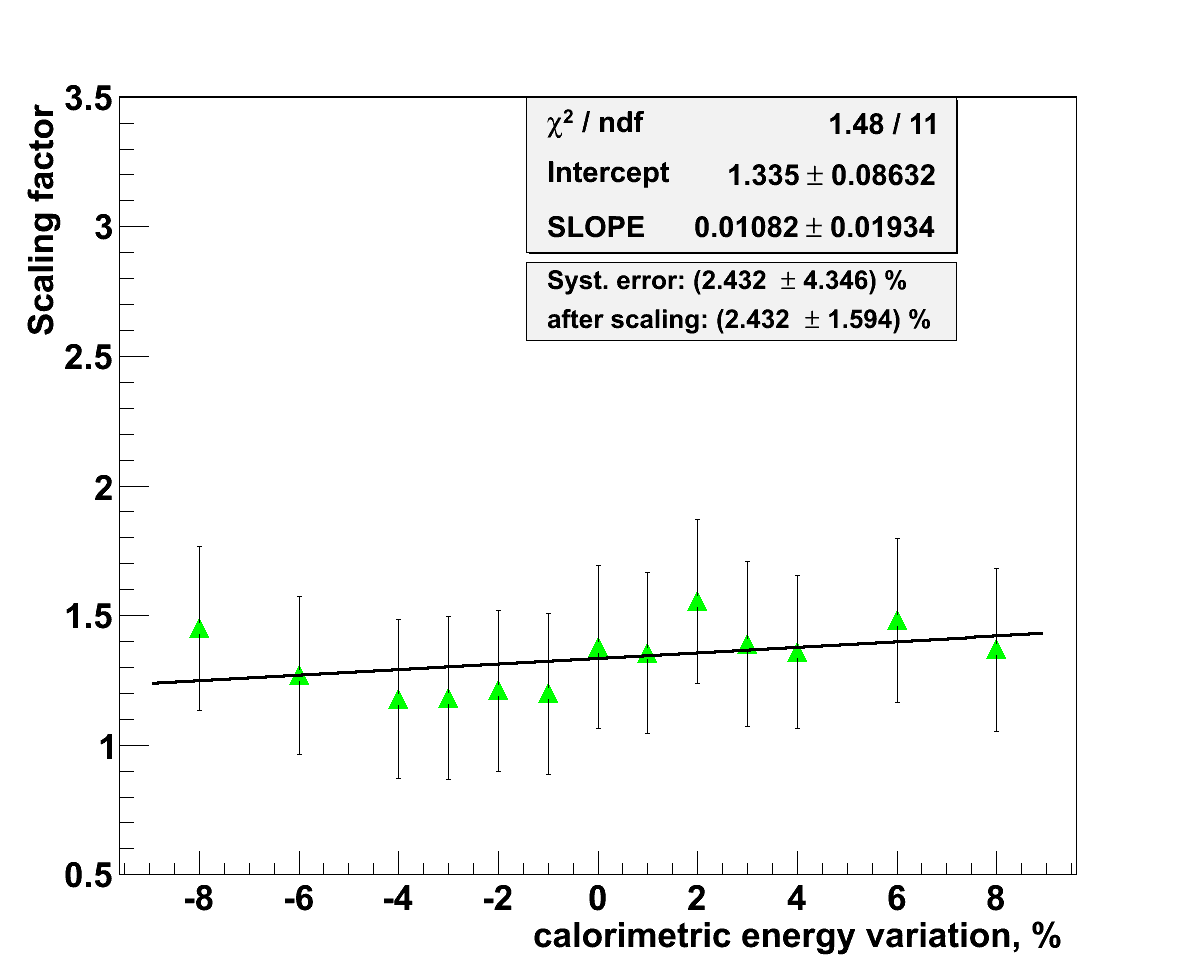 Scaling factor
3.5
3
2.5
2
1.5
1
0.5
χ² / ndf 1.48 / 11
Intercept 1.335 ± 0.08632
SLOPE 0.01082 ± 0.01934
Syst. error: (2.432 ± 4.346) %
after scaling: (2.432 ± 1.594) %
-8 -6 -4 -2 0 2 4 6 8
calorimetric energy variation, %